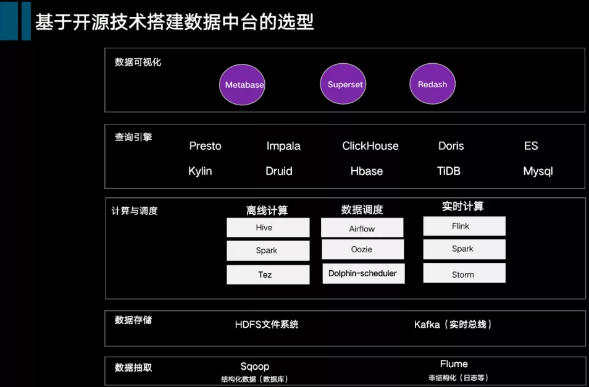 基于开源技术搭建数据中台的选型
数据可视化
Metabase Superset Redash
查询引擎
Presto Impala ClickHouse Doris ES
Kylin Druid Hbase TiDB Mysql
计算与调度
离线计算 数据调度 实时计算
Hive Airflow Flink
Spark Oozie Spark
Tez Dolphin-scheduler Storm
数据存储
HDFS文件系统 Kafka（实时总线）
数据抽取
Sqoop Flume
结构化数据（数据库） 非结构化（日志等）